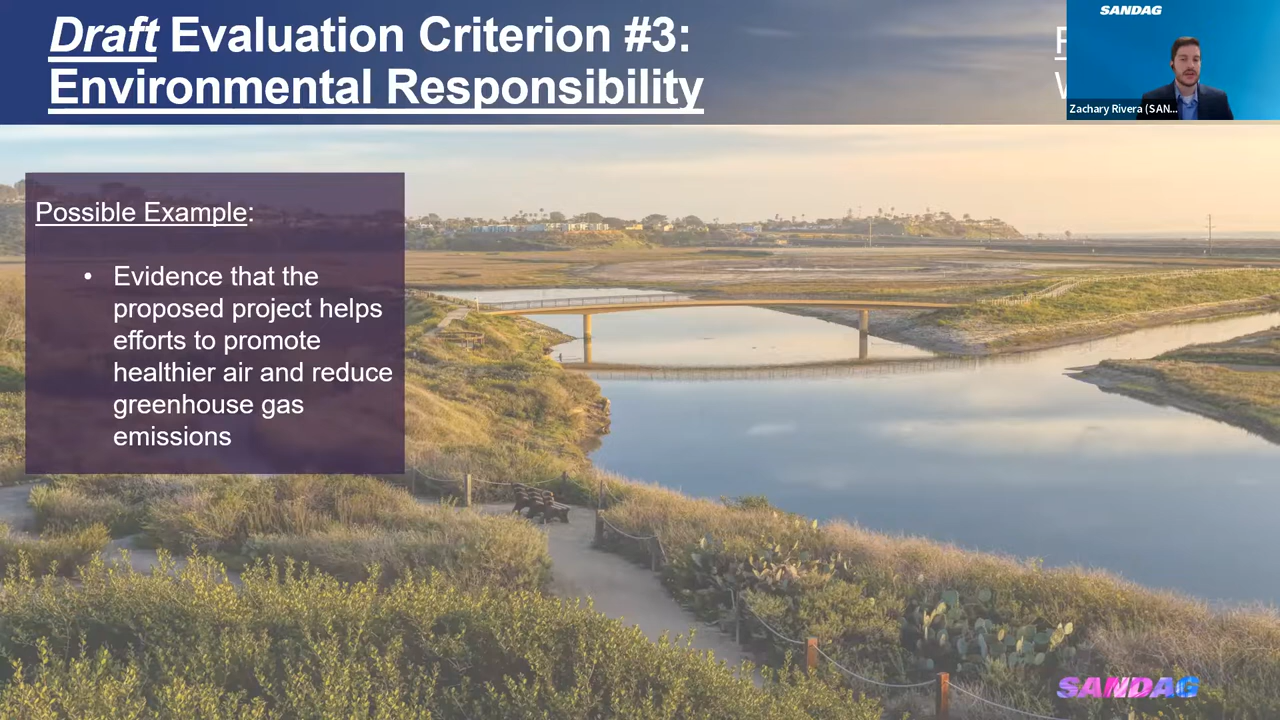 Draft Evaluation Criterion #3:
Environmental Responsibility
SANDAG
Zachary Rivera (SAN...
Possible Example:
• Evidence that the
proposed project helps
efforts to promote
healthier air and reduce
greenhouse gas
emissions
SANDAG